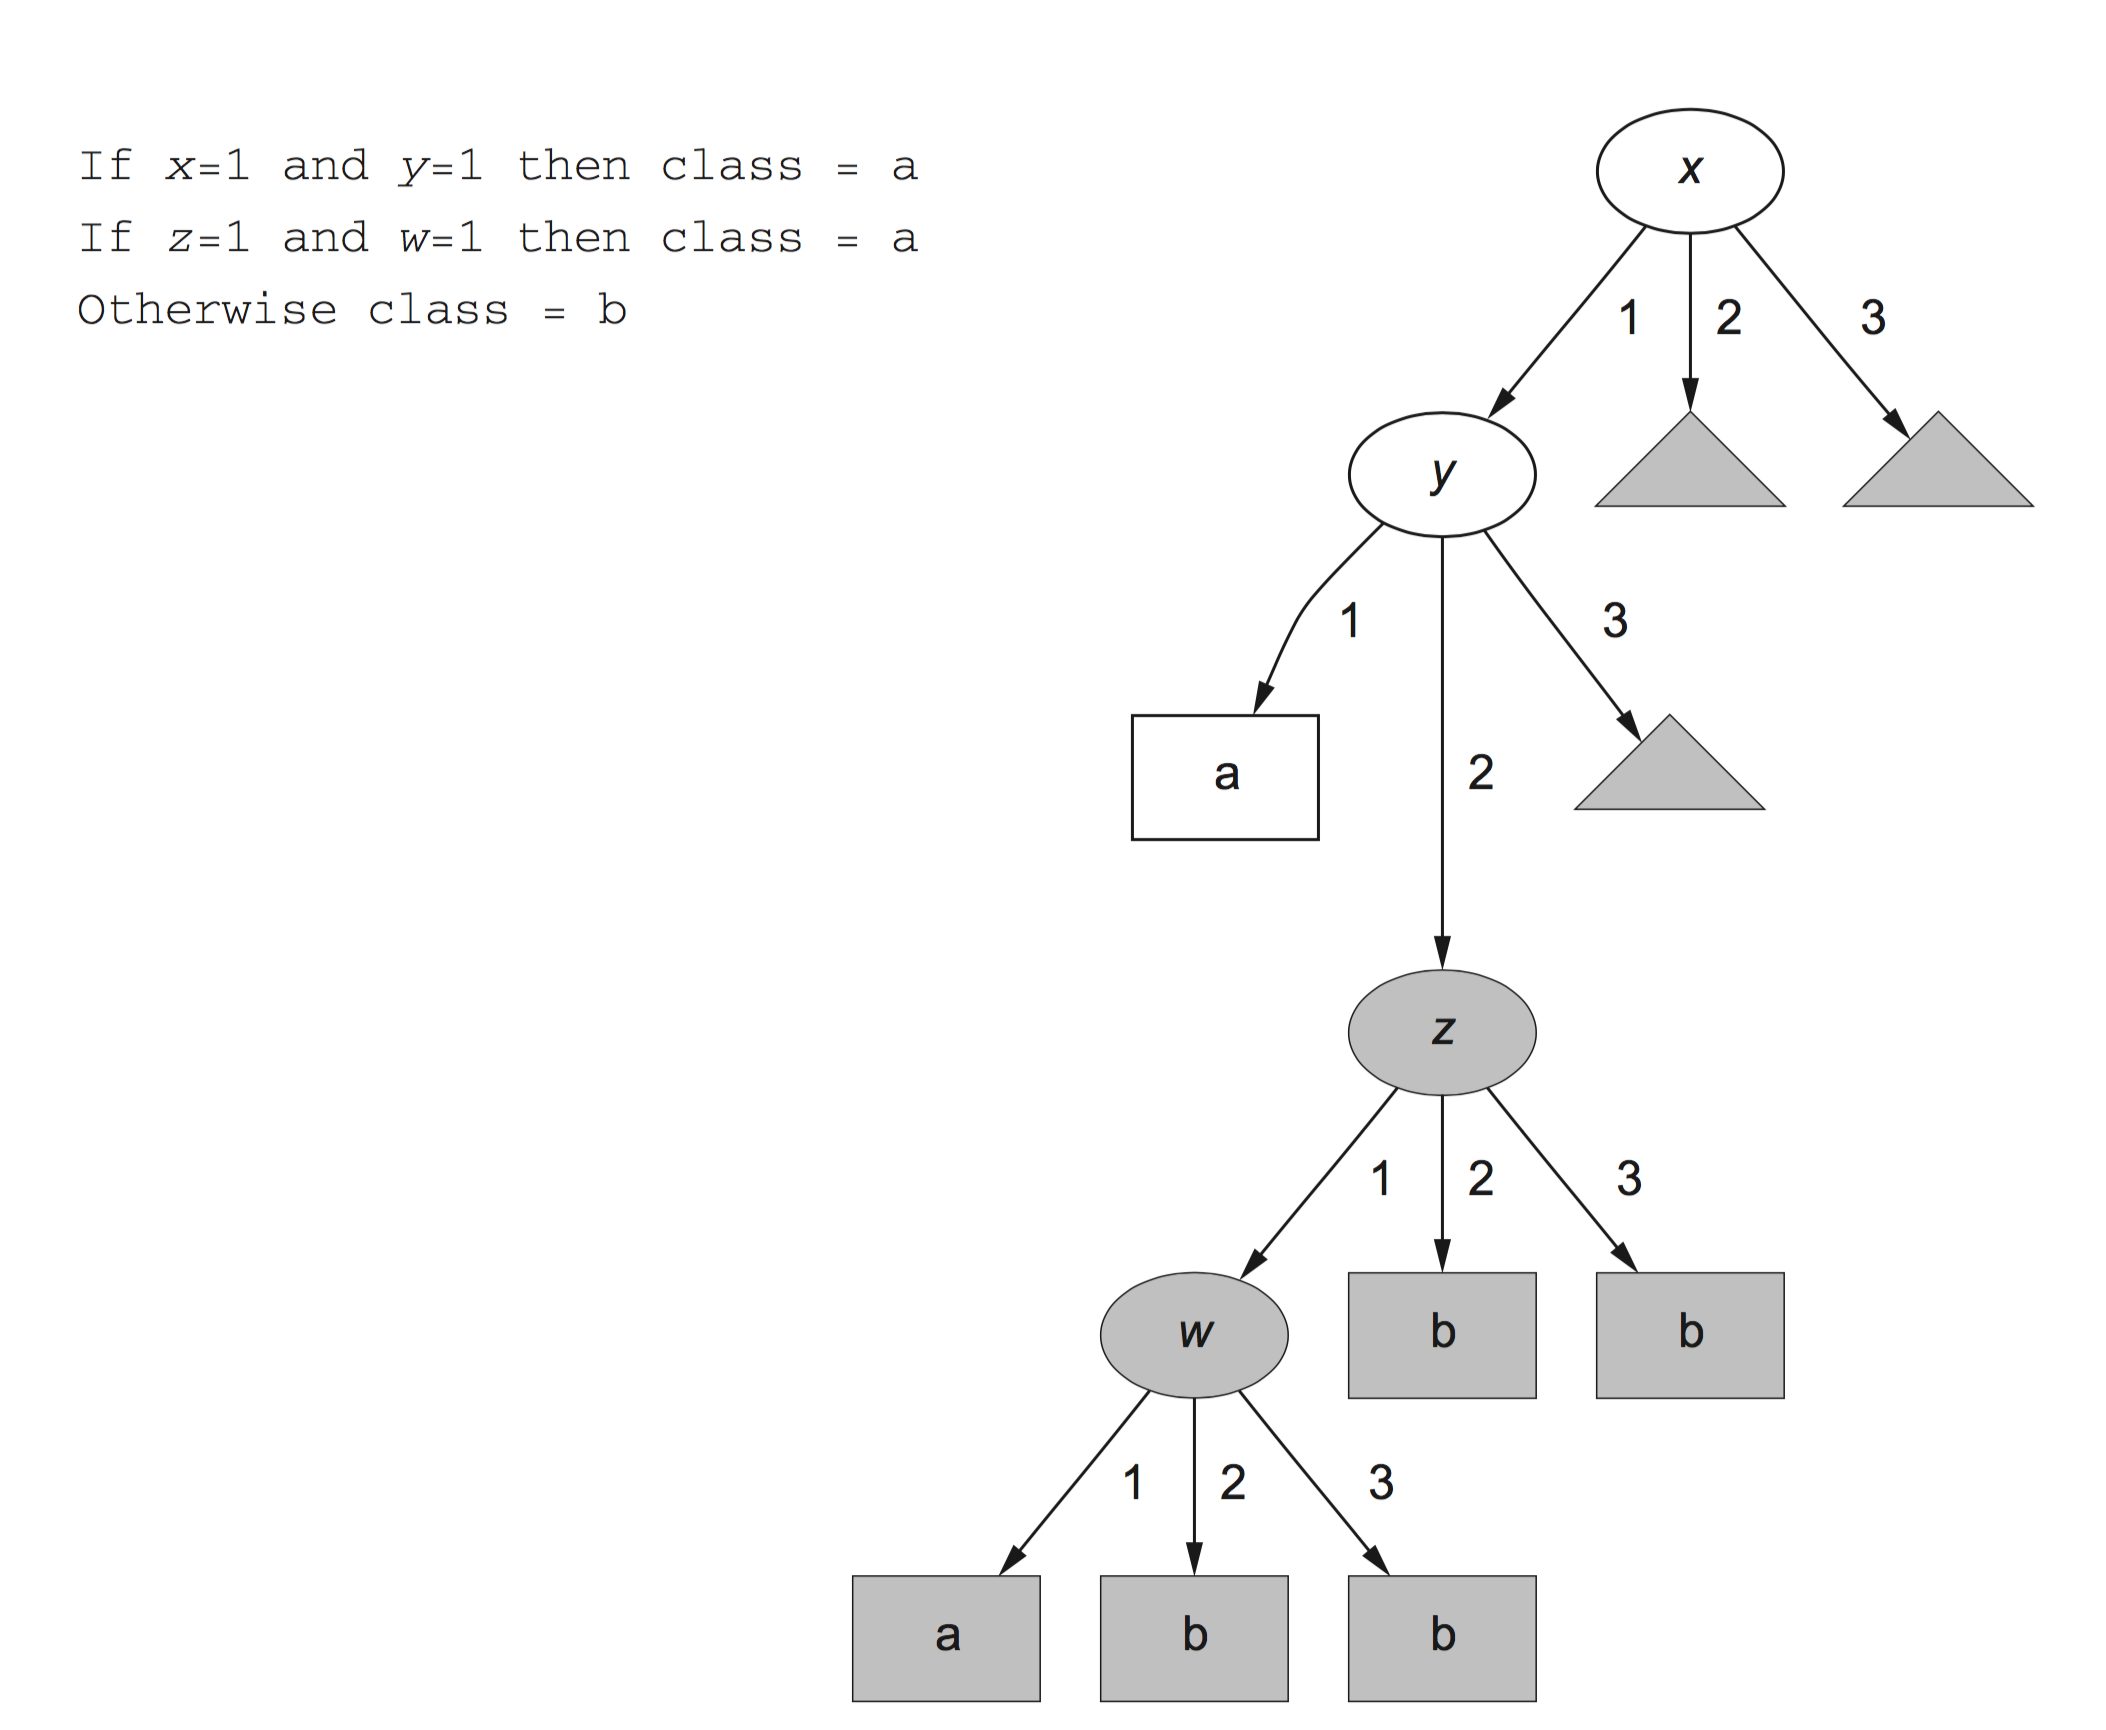 If x=1 and y=1 then class = a
If z=1 and w=1 then class = a
Otherwise class = b
x
1 2 3
y
1 3
a 2
z
1 2 3
w b b
1 2 3
a b b